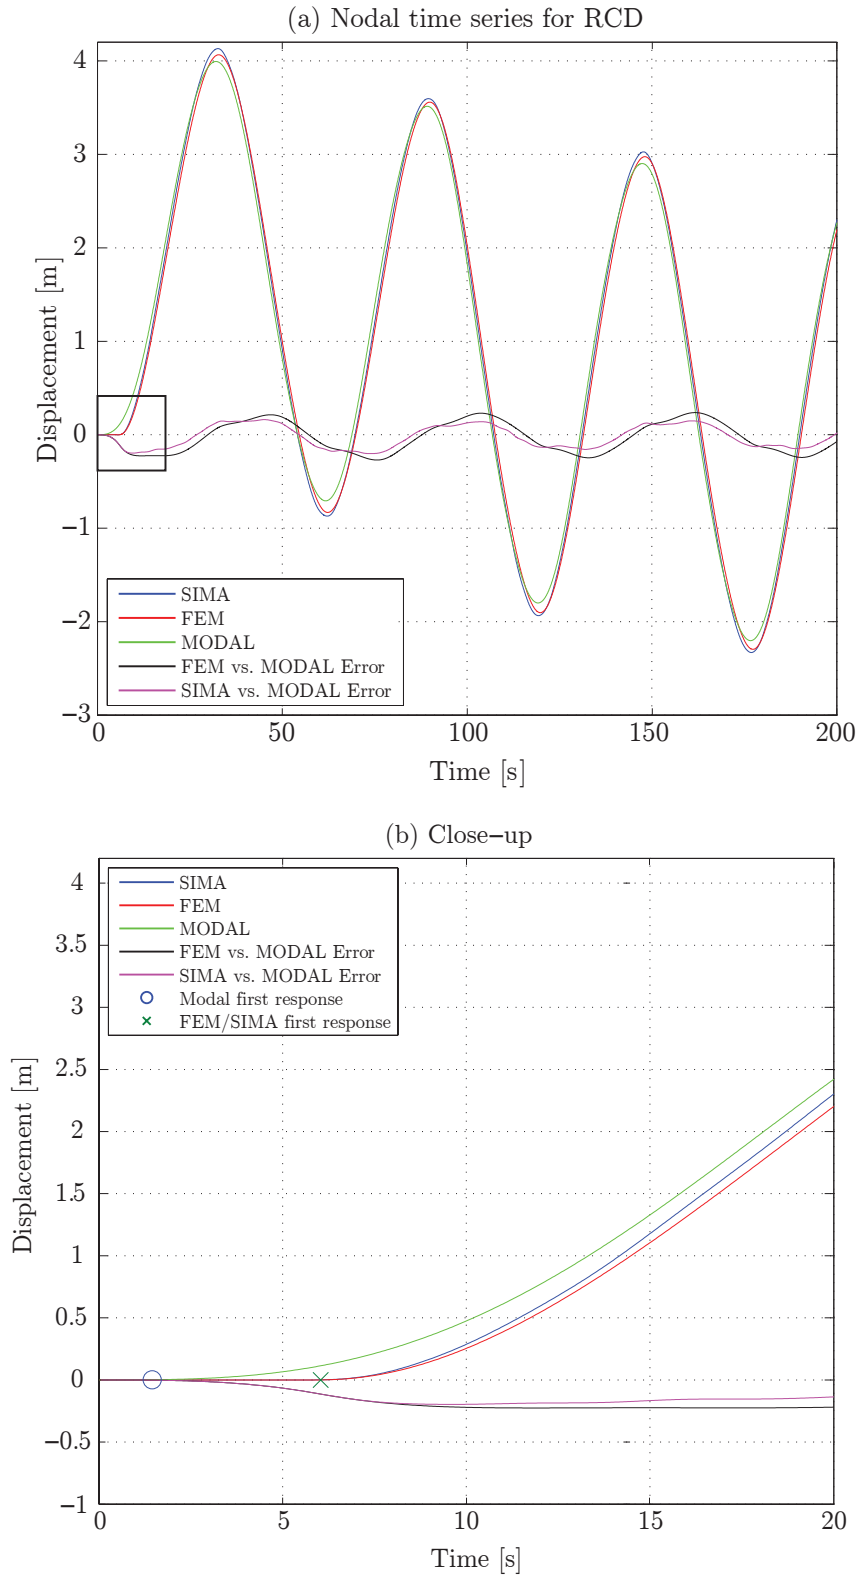 (a) Nodal time series for RCD
4
3
2
1
0
−1
−2
−3
Displacement [m]
SIMA
FEM
MODAL
FEM vs. MODAL Error
SIMA vs. MODAL Error
0 50 100 150 200
Time [s]
(b) Close−up
4
3.5
3
2.5
2
1.5
1
0.5
0
−0.5
−1
Displacement [m]
SIMA
FEM
MODAL
FEM vs. MODAL Error
SIMA vs. MODAL Error
Modal first response
FEM/SIMA first response
0 5 10 15 20
Time [s]